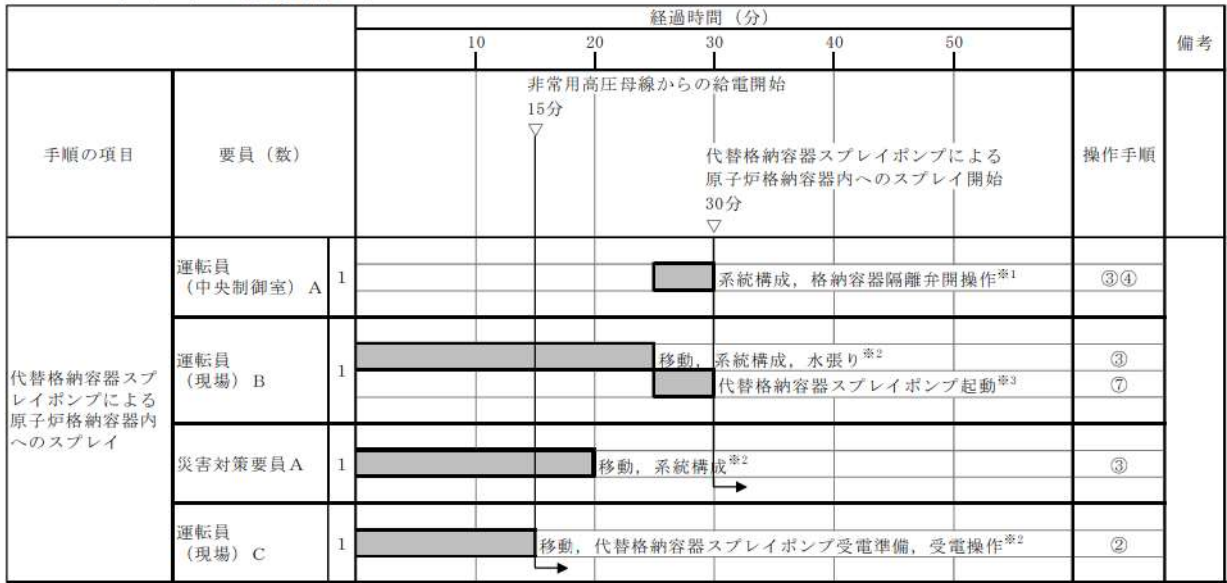 経過時間（分）
10 20 30 40 50
備考
手順の項目
要員（数）
非常用高圧母線からの給電開始
15分
▽
代替格納容器スプレイポンプによる
原子炉格納容器内へのスプレイ開始
30分
▽
操作手順
代替格納容器スプ
レイポンプによる
原子炉格納容器内
へのスプレイ
運転員
（中央制御室）A
1
系統構成，格納容器隔離弁開操作※1
③④
運転員
（現場）B
1
移動，系統構成，水張り※2
③
代替格納容器スプレイポンプ起動※3
⑦
災害対策要員A
1
移動，系統構成※2
③
運転員
（現場）C
1
移動，代替格納容器スプレイポンプ受電準備，受電操作※2
②